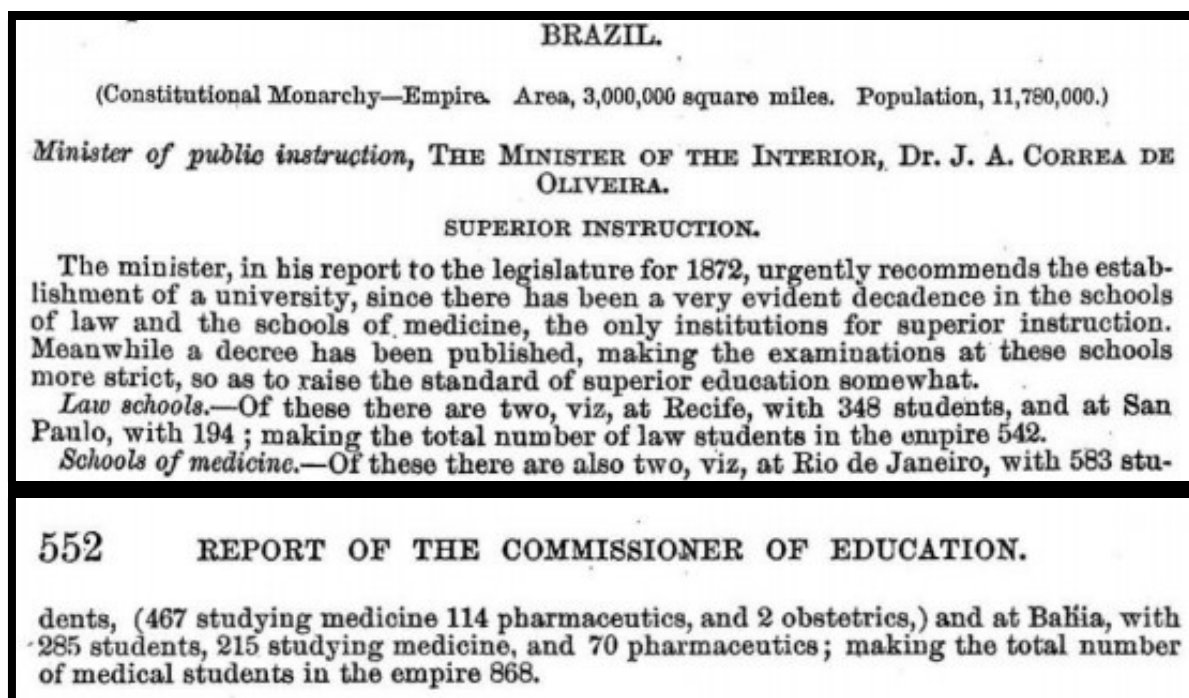 BRAZIL.
(Constitutional Monarchy—Empire. Area, 3,000,000 square miles. Population, 11,780,000.)
Minister of public instruction, THE MINISTER OF THE INTERIOR, Dr. J. A. CORREA DE
OLIVEIRA.
SUPERIOR INSTRUCTION.
The minister, in his report to the legislature for 1872, urgently recommends the estab-
lishment of a university, since there has been a very evident decadence in the schools
of law and the schools of medicine, the only institutions for superior instruction.
Meanwhile a decree has been published, making the examinations at these schools
more strict, so as to raise the standard of superior education somewhat.
Law schools.—Of these there are two, viz, at Recife, with 348 students, and at San
Paulo, with 194 ; making the total number of law students in the empire 542.
Schools of medicine.—Of these there are also two, viz, at Rio de Janeiro, with 583 stu-
552 REPORT OF THE COMMISSIONER OF EDUCATION.
dents, (467 studying medicine 114 pharmaceutics, and 2 obstetrics,) and at Bahia, with
285 students, 215 studying medicine, and 70 pharmaceutics ; making the total number
of medical students in the empire 868.